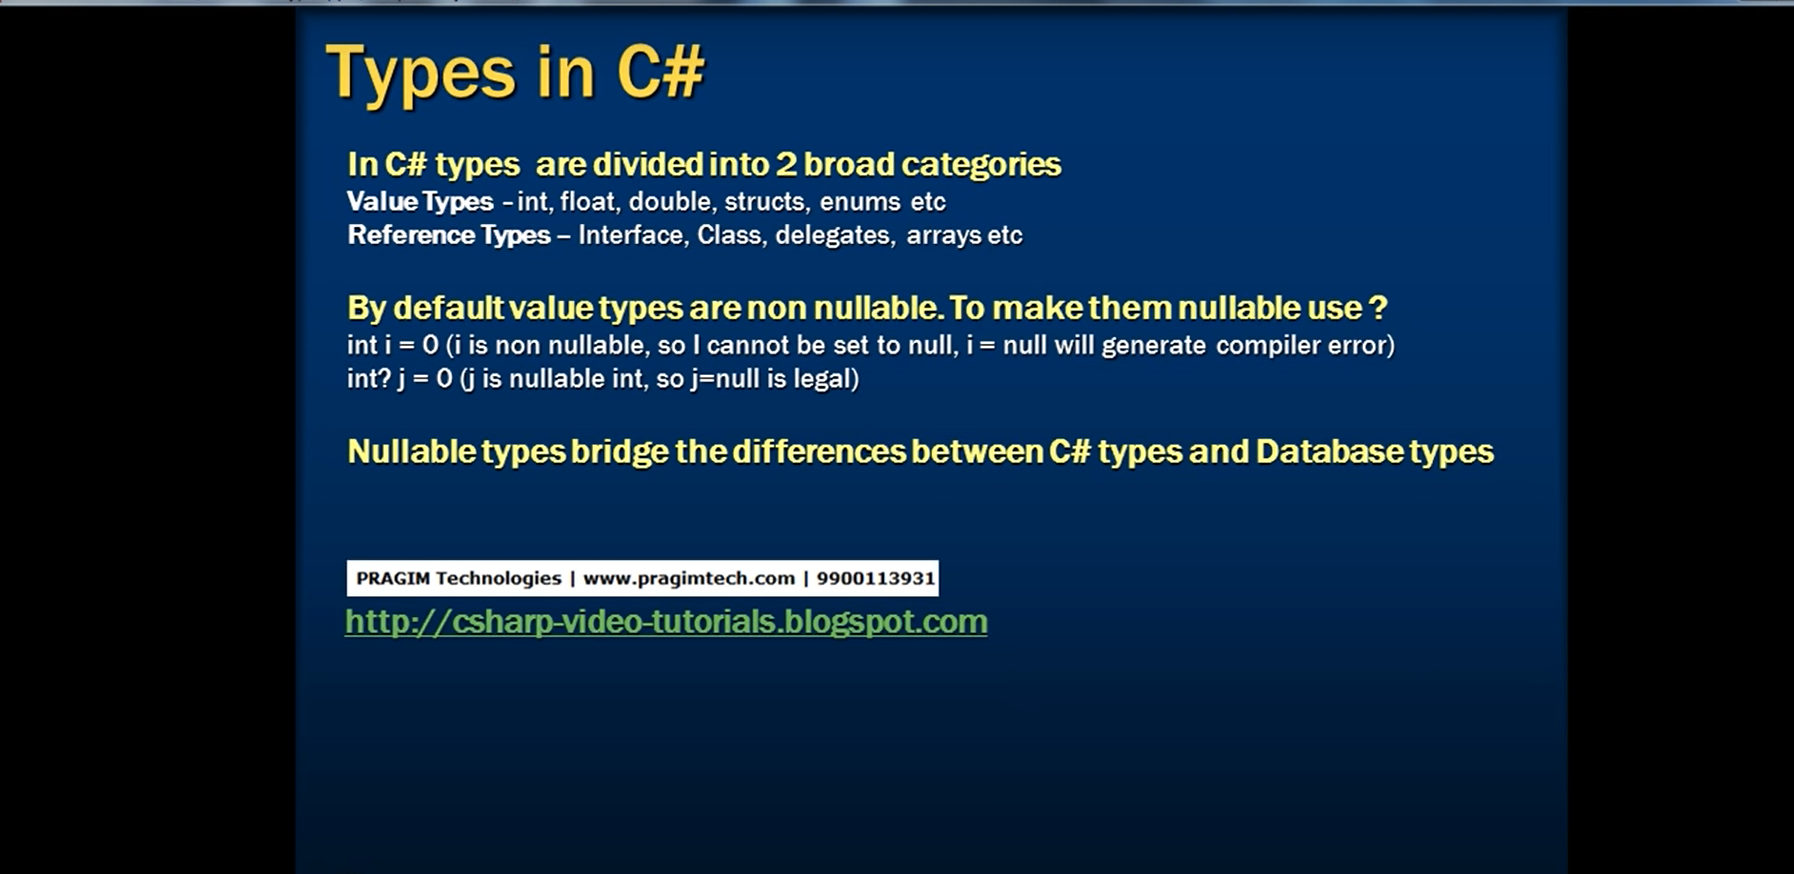 Types in C#
In C# types are divided into 2 broad categories
Value Types – int, float, double, structs, enums etc
Reference Types – Interface, Class, delegates, arrays etc
By default value types are non nullable. To make them nullable use ?
int i = 0 (i is non nullable, so I cannot be set to null, i = null will generate compiler error)
int? j = 0 (j is nullable int, so j=null is legal)
Nullable types bridge the differences between C# types and Database types
PRAGIM Technologies | www.pragimtech.com | 9900113931
http://csharp-video-tutorials.blogspot.com